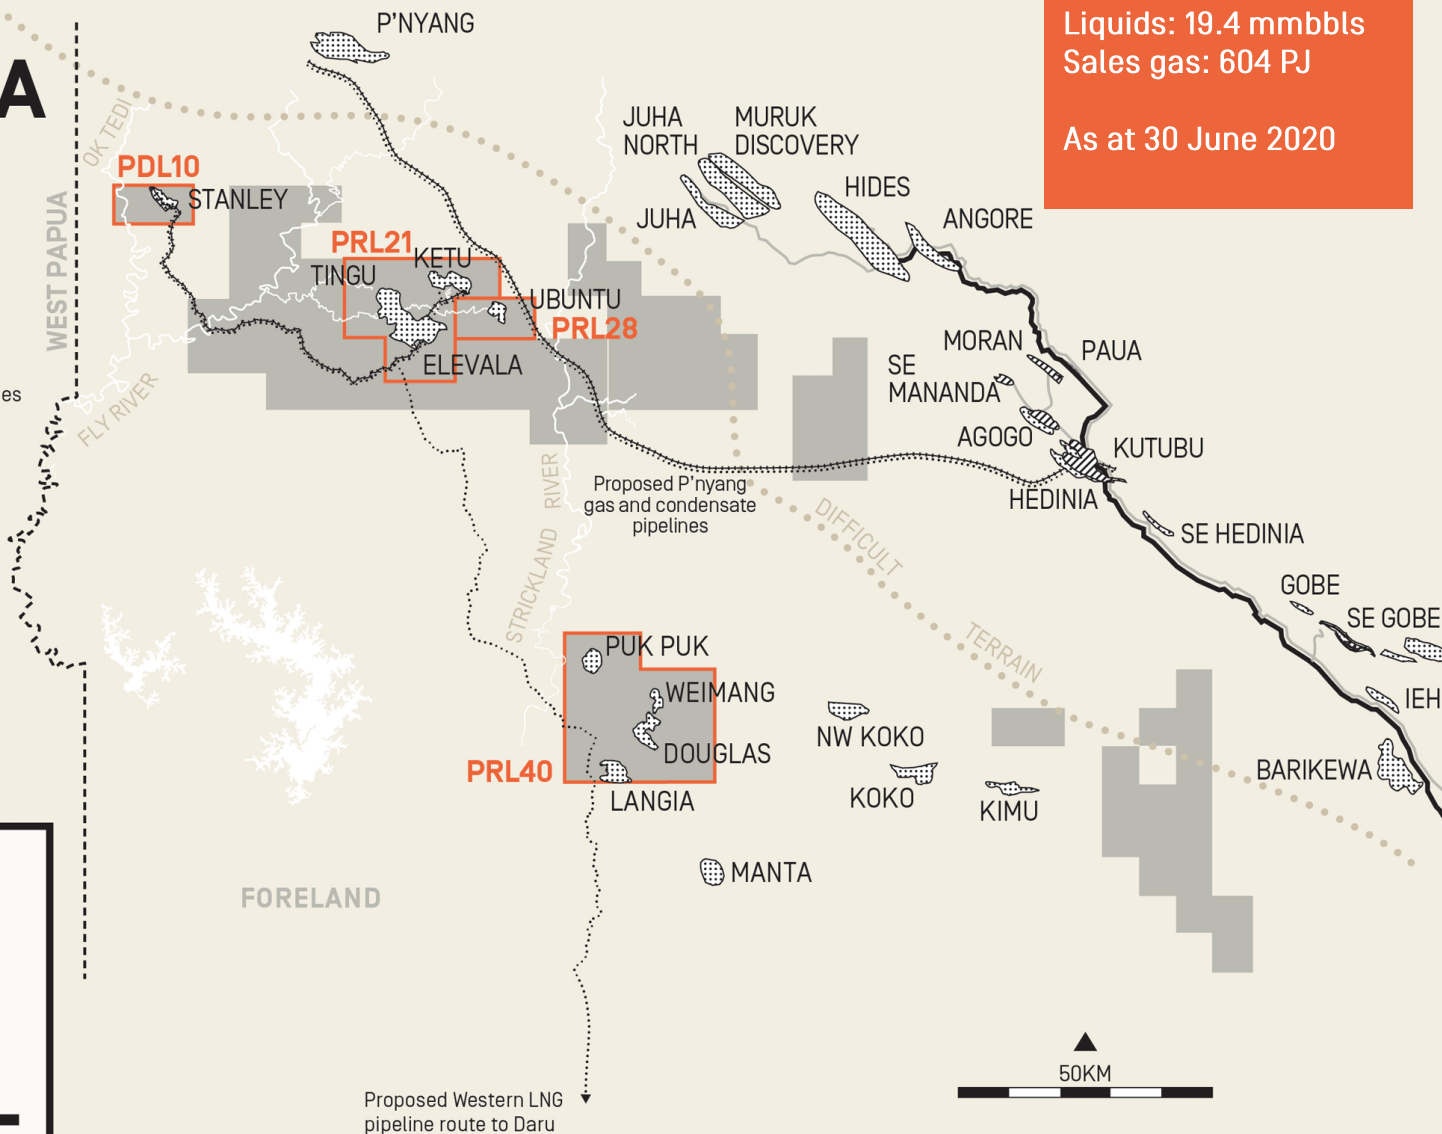 P'NYANG
Liquids: 19.4 mmbbls
Sales gas: 604 PJ
As at 30 June 2020
A
OK TEDI
JUHA
NORTH
MURUK
DISCOVERY
PDL10
STANLEY
HIDES
JUHA
ANGORE
WEST PAPUA
PRL21
KETU
TINGU
UBUNTU
PRL28
MORAN
PAUA
ELEVALA
SE
MANANDA
es
FLY RIVER
AGOGO
KUTUBU
Proposed P'nyang
gas and condensate
pipelines
HEDINIA
STRICKLAND RIVER
DIFFICULT
TERRAIN
SE HEDINIA
GOBE
SE GOBE
PUK PUK
WEIMANG
IEH
NW KOKO
DOUGLAS
PRL40
BARIKEWA
LANGIA
KOKO
KIMU
MANTA
FORELAND
50KM
Proposed Western LNG
pipeline route to Daru